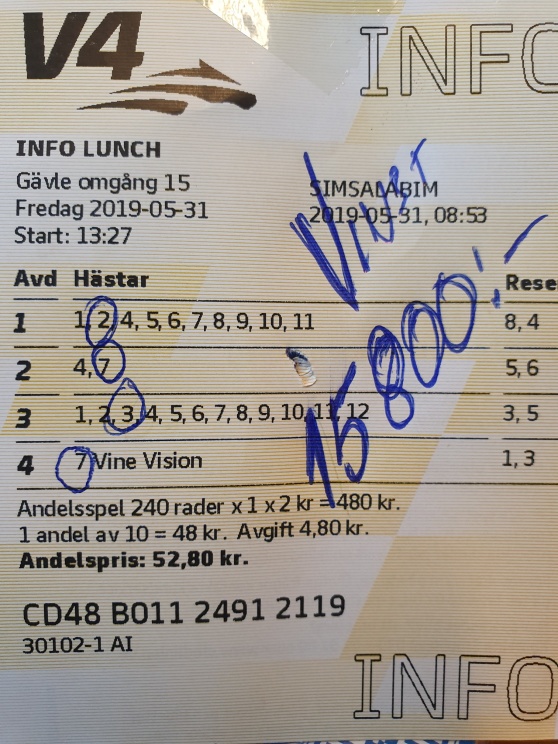 V4
INFO
INFO LUNCH
Gävle omgång 15
Fredag 2019-05-31
Start: 13:27
SIMSALABIM
2019-05-31, 08:53
VINST
15 800:-
Avd Hästar Rese
1 1, 2, 4, 5, 6, 7, 8, 9, 10, 11 8, 4
2 4, 7 5, 6
3 1, 2, 3, 4, 5, 6, 7, 8, 9, 10, 11, 12 3, 5
4 7 Vine Vision 1, 3
Andelsspel 240 rader x 1 x 2 kr = 480 kr.
1 andel av 10 = 48 kr. Avgift 4,80 kr.
Andelspris: 52,80 kr.
CD48 B011 2491 2119
30102-1 AI
INFO